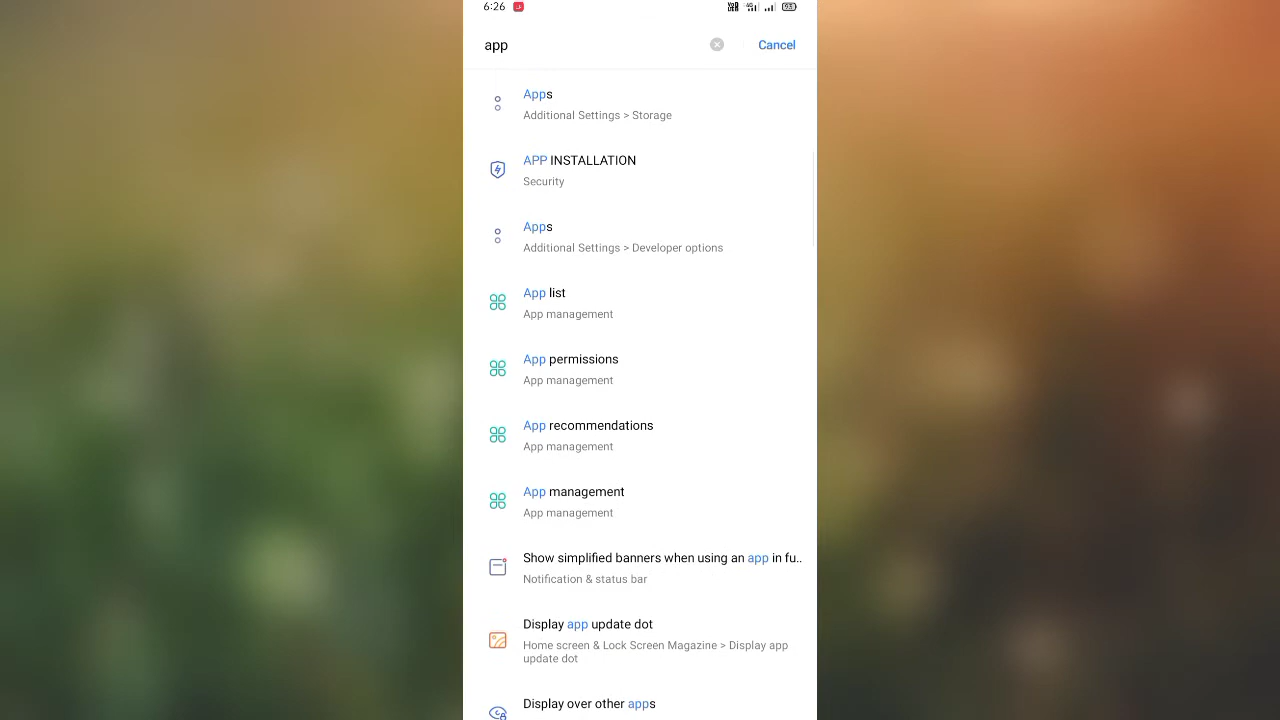 6:26
app
Cancel
Apps
Additional Settings > Storage
APP INSTALLATION
Security
Apps
Additional Settings > Developer options
App list
App management
App permissions
App management
App recommendations
App management
App management
App management
Show simplified banners when using an app in fu..
Notification & status bar
Display app update dot
Home screen & Lock Screen Magazine > Display app
update dot
Display over other apps